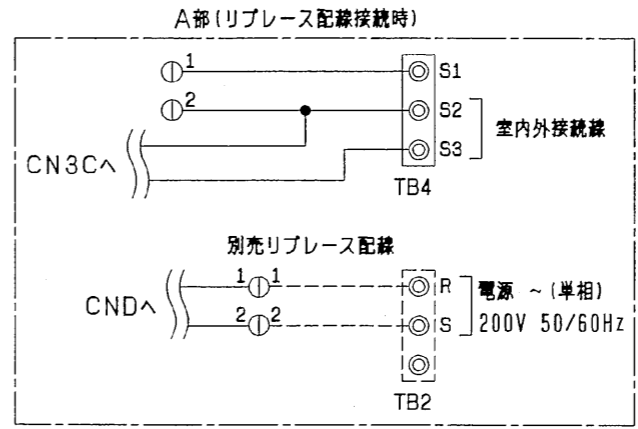 A部(リプレース配線接続時)
1
S1
2
S2
室内外接続線
S3
CN3Cへ
TB4
別売リプレース配線
1 1
R
電源 ~(単相)
CNDへ
2 2
S
200V 50/60Hz
TB2